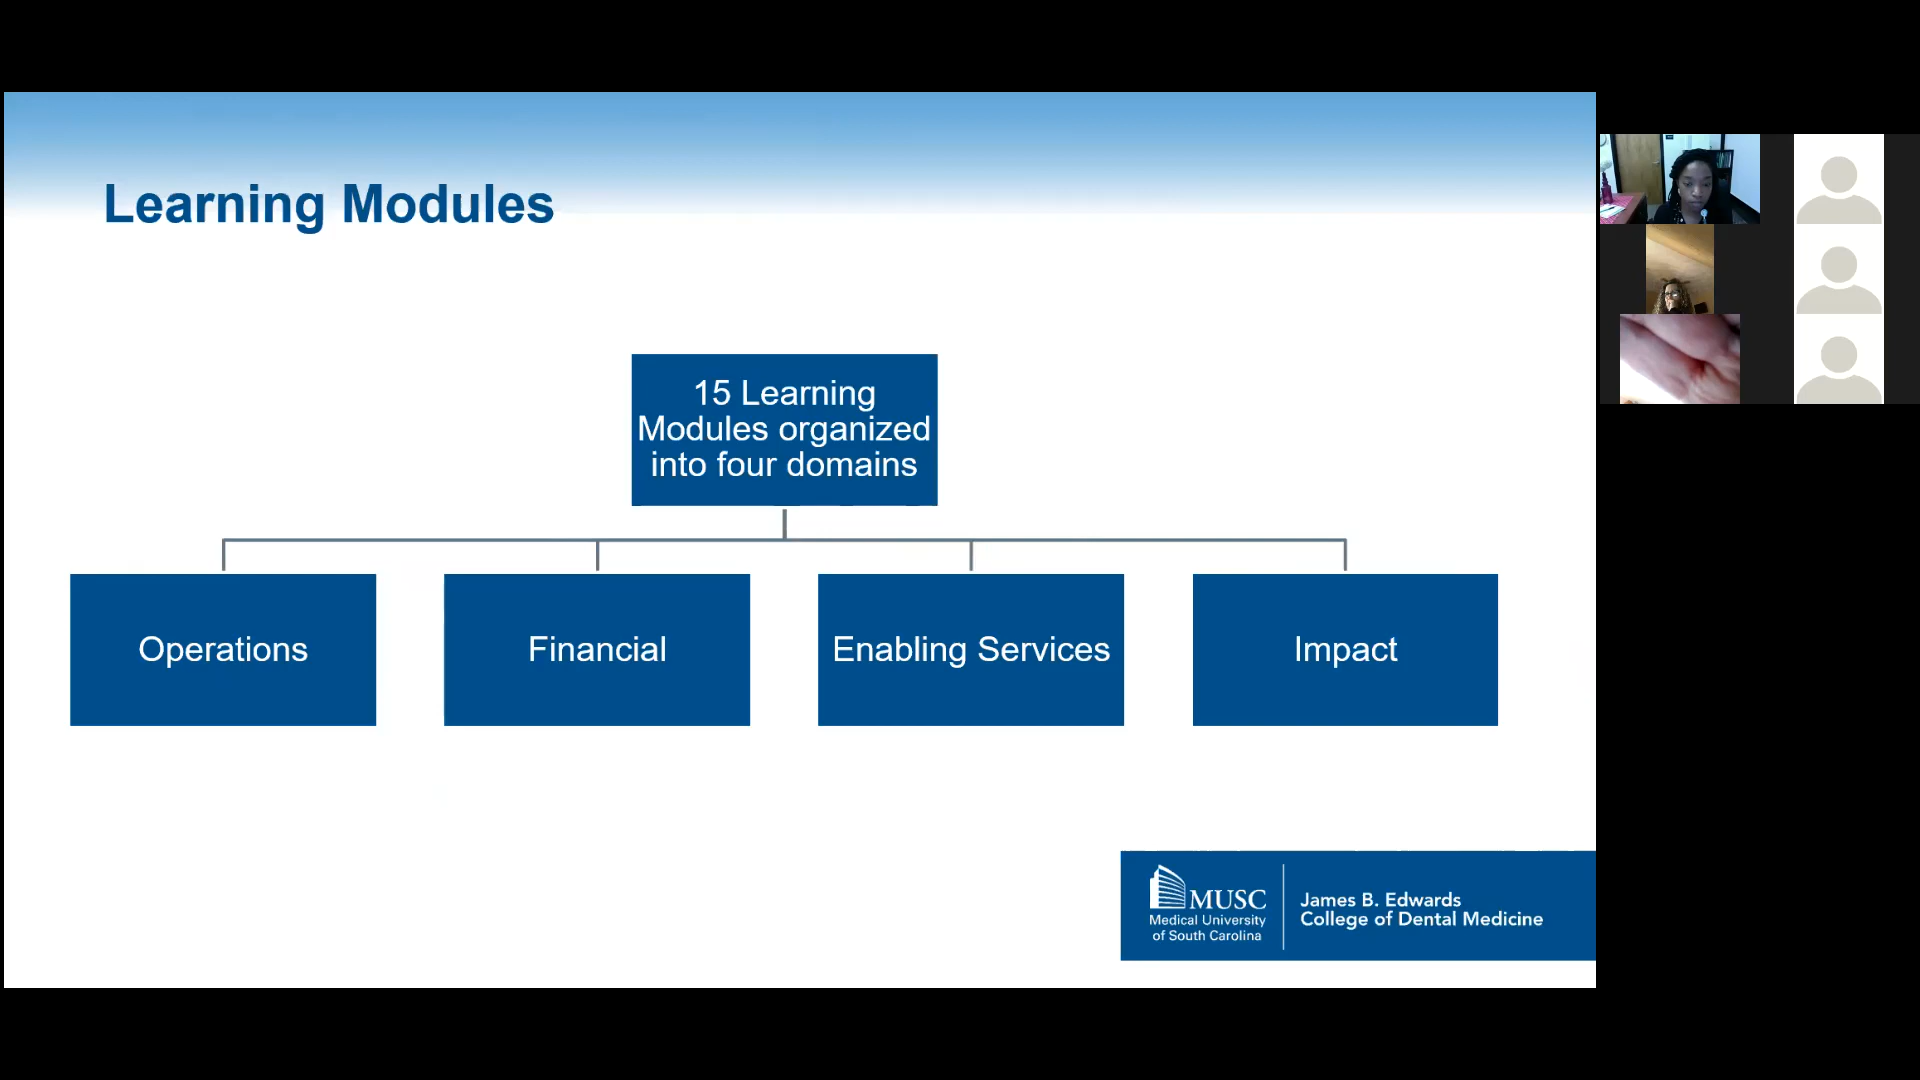 Learning Modules
15 Learning
Modules organized
into four domains
Operations
Financial
Enabling Services
Impact
MUSC
Medical University
of South Carolina
James B. Edwards
College of Dental Medicine